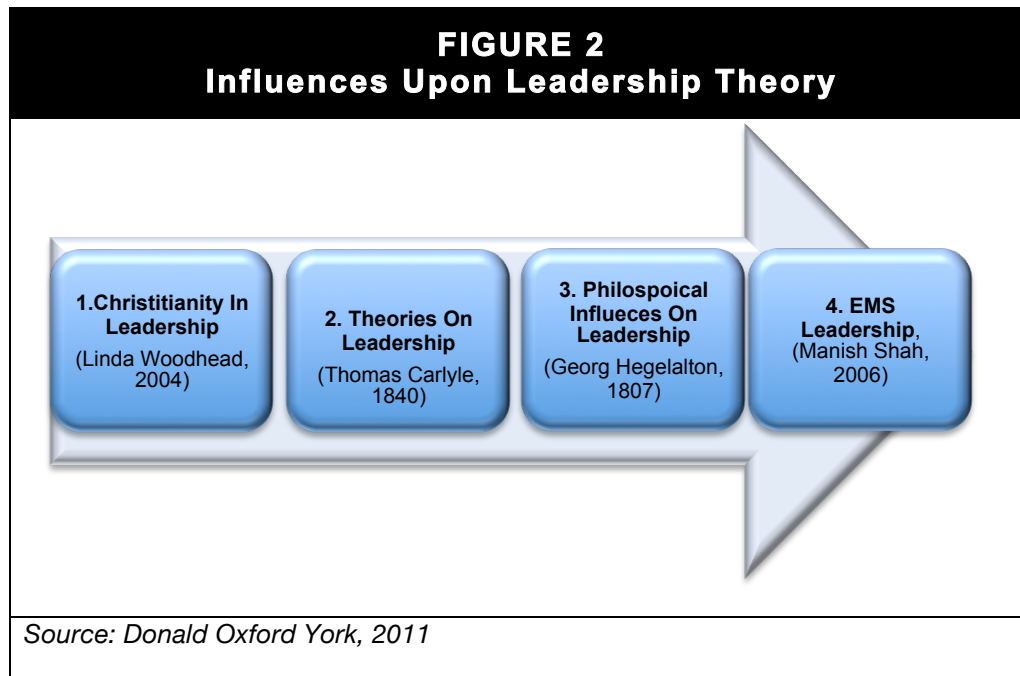 FIGURE 2
Influences Upon Leadership Theory
1.Christitianity In
Leadership
(Linda Woodhead,
2004)
2. Theories On
Leadership
(Thomas Carlyle,
1840)
3. Philospoical
Influeces On
Leadership
(Georg Hegelalton,
1807)
4. EMS
Leadership,
(Manish Shah,
2006)
Source: Donald Oxford York, 2011